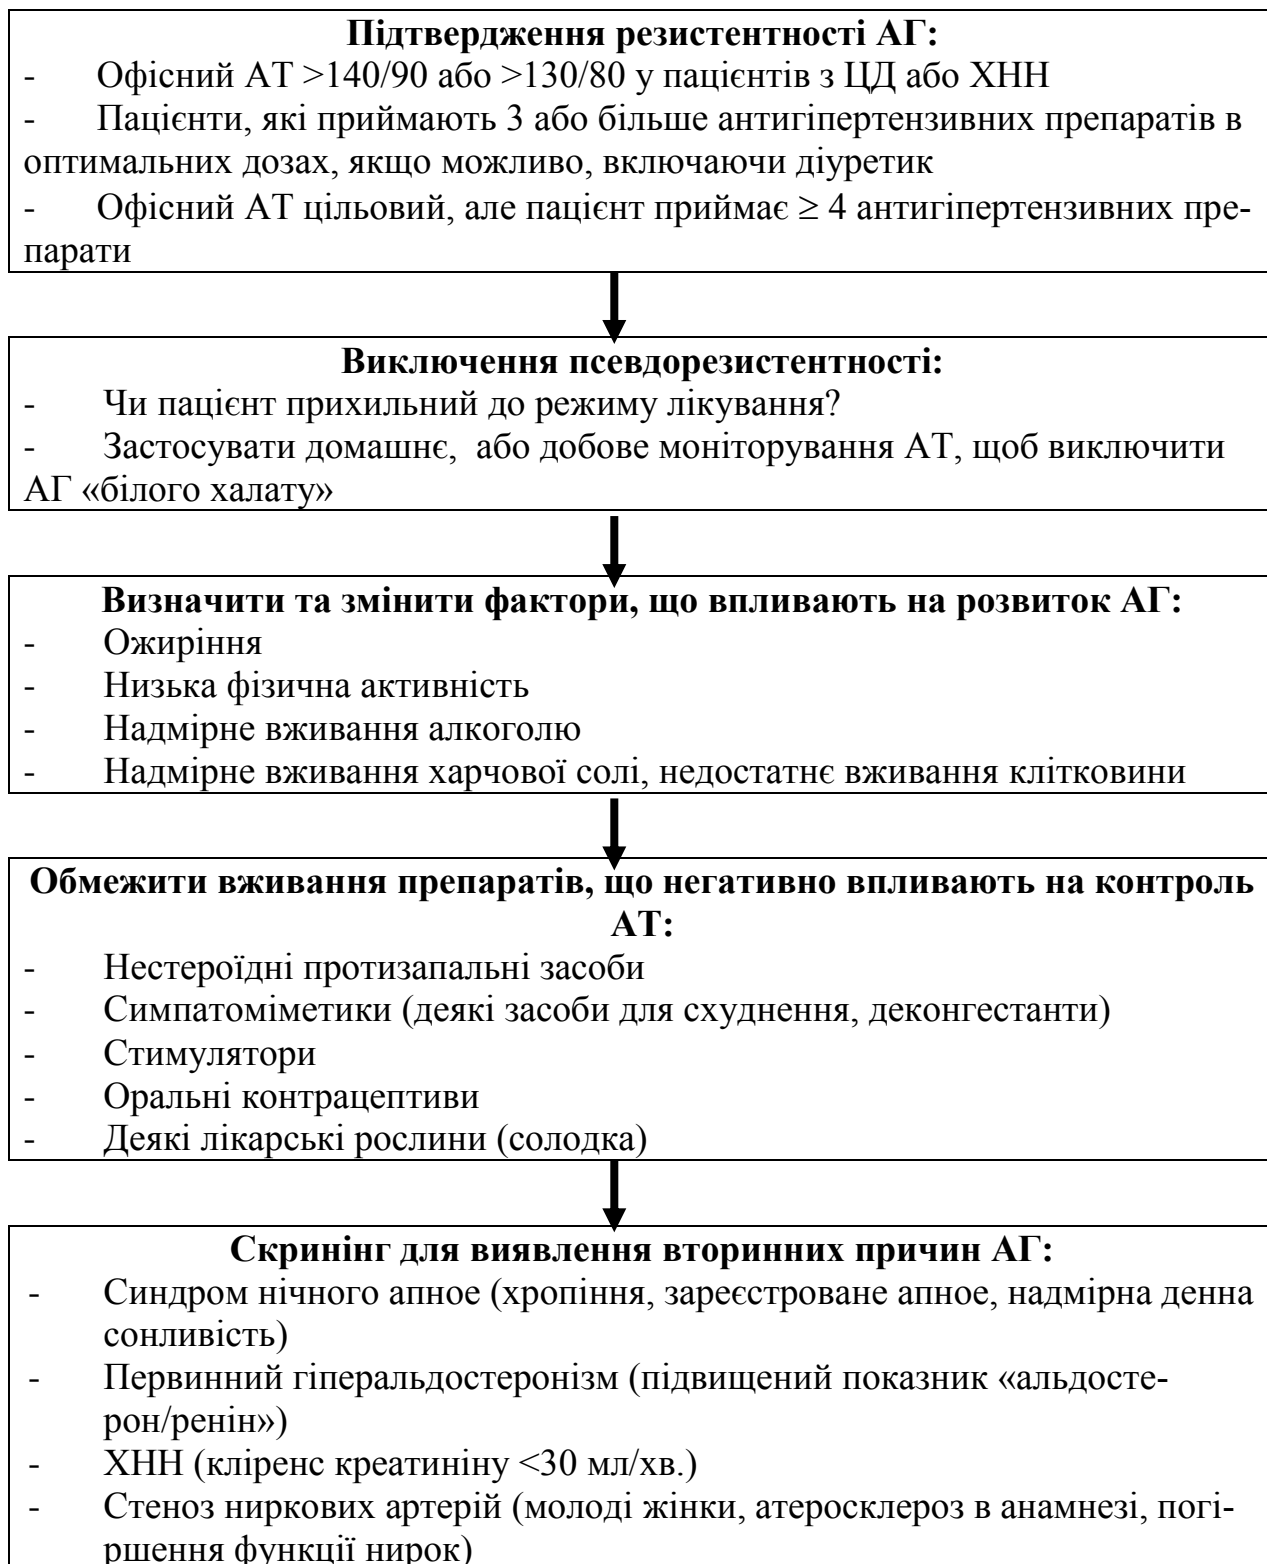 Підтвердження резистентності АГ:
- Офісний АТ >140/90 або >130/80 у пацієнтів з ЦД або ХНН
- Пацієнти, які приймають 3 або більше антигіпертензивних препаратів в
оптимальних дозах, якщо можливо, включаючи діуретик
- Офісний АТ цільовий, але пацієнт приймає ≥ 4 антигіпертензивних пре-
парати
Виключення псевдорезистентності:
- Чи пацієнт прихильний до режиму лікування?
- Застосувати домашнє, або добове моніторування АТ, щоб виключити
АГ «білого халату»
Визначити та змінити фактори, що впливають на розвиток АГ:
- Ожиріння
- Низька фізична активність
- Надмірне вживання алкоголю
- Надмірне вживання харчової солі, недостатнє вживання клітковини
Обмежити вживання препаратів, що негативно впливають на контроль
АТ:
- Нестероїдні протизапальні засоби
- Симпатоміметики (деякі засоби для схуднення, деконгестанти)
- Стимулятори
- Оральні контрацептиви
- Деякі лікарські рослини (солодка)
Скринінг для виявлення вторинних причин АГ:
- Синдром нічного апное (хропіння, зареєстроване апное, надмірна денна
сонливість)
- Первинний гіперальдостеронізм (підвищений показник «альдосте-
рон/ренін»)
- ХНН (кліренс креатиніну <30 мл/хв.)
- Стеноз ниркових артерій (молоді жінки, атеросклероз в анамнезі, погі-
ршення функції нирок)